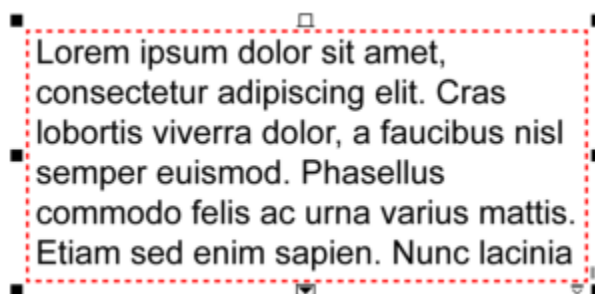 Lorem ipsum dolor sit amet,
consectetur adipiscing elit. Cras
lobortis viverra dolor, a faucibus nisl
semper euismod. Phasellus
commodo felis ac urna varius mattis.
Etiam sed enim sapien. Nunc lacinia